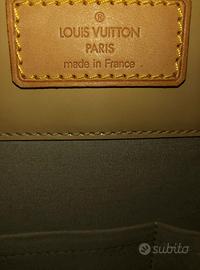 ®
LOUIS VUITTON
PARIS
made in France
subito